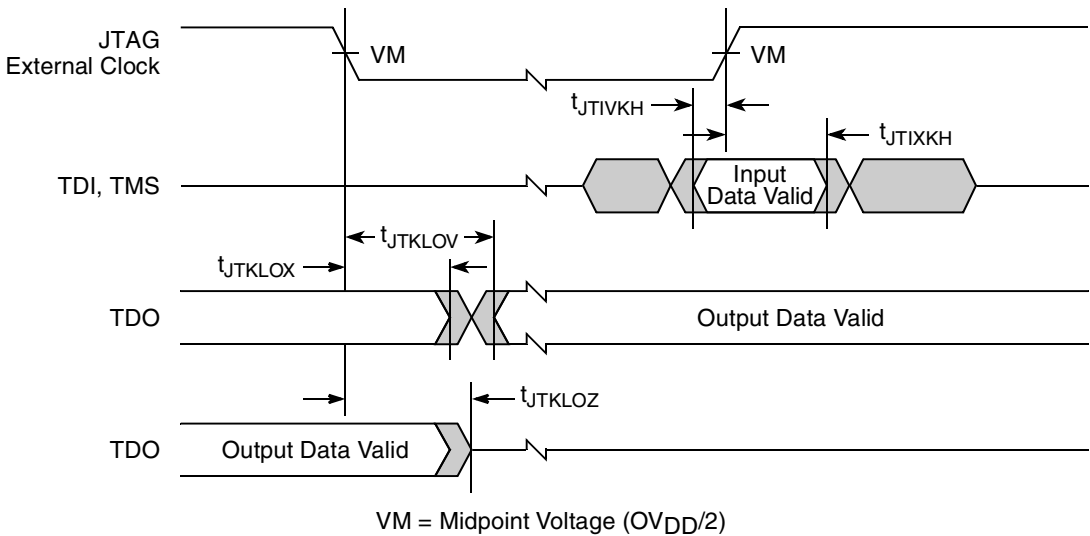 JTAG
External Clock
VM
VM
tJTIVKH
tJTIXKH
TDI, TMS
Input
Data Valid
tJTKLOV
tJTKLOX
TDO
Output Data Valid
tJTKLOZ
TDO
Output Data Valid
VM = Midpoint Voltage (OVDD/2)